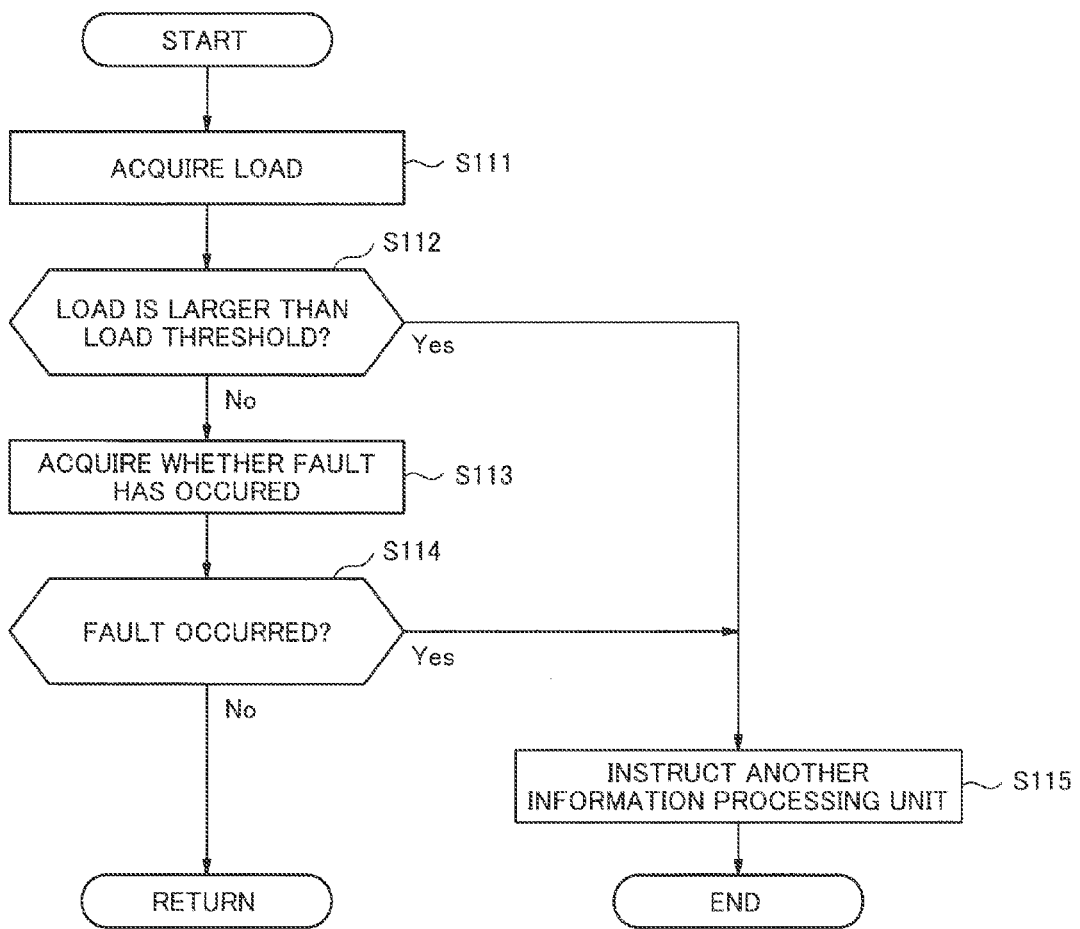 START
ACQUIRE LOAD
S111
S112
LOAD IS LARGER THAN
LOAD THRESHOLD?
Yes
No
ACQUIRE WHETHER FAULT
HAS OCCURED
S113
S114
FAULT OCCURRED?
Yes
No
INSTRUCT ANOTHER
INFORMATION PROCESSING UNIT
S115
RETURN
END